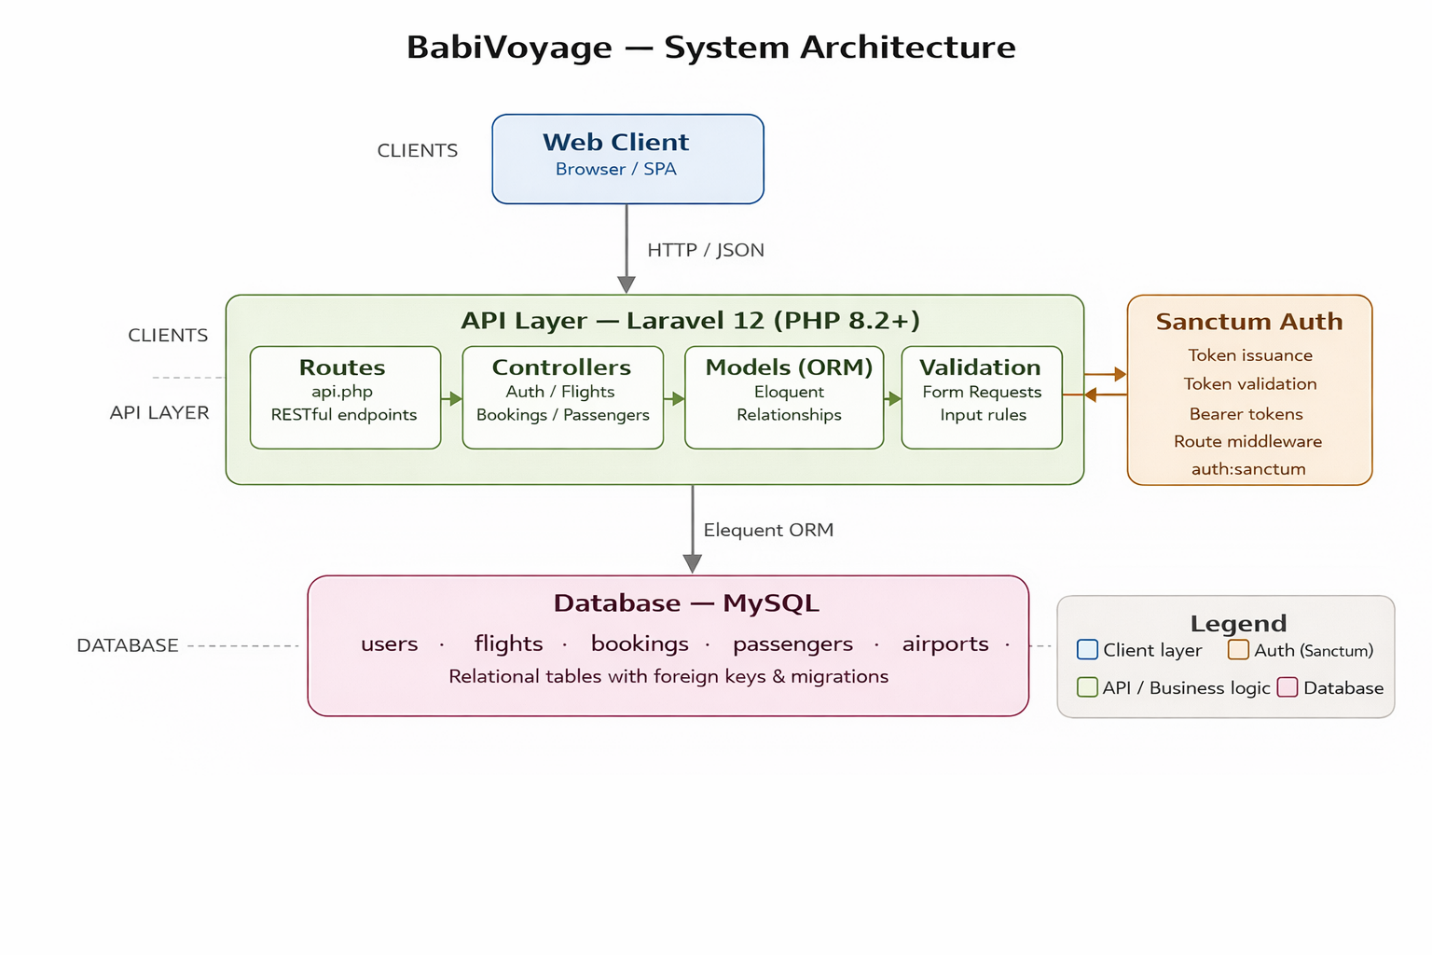 BabiVoyage — System Architecture
CLIENTS
Web Client
Browser / SPA
HTTP / JSON
CLIENTS
API LAYER
API Layer — Laravel 12 (PHP 8.2+)
Routes
api.php
RESTful endpoints
Controllers
Auth / Flights
Bookings / Passengers
Models (ORM)
Eloquent
Relationships
Validation
Form Requests
Input rules
Sanctum Auth
Token issuance
Token validation
Bearer tokens
Route middleware
auth:sanctum
Elequent ORM
DATABASE
Database — MySQL
users · flights · bookings · passengers · airports ·
Relational tables with foreign keys & migrations
Legend
Client layer
Auth (Sanctum)
API / Business logic
Database